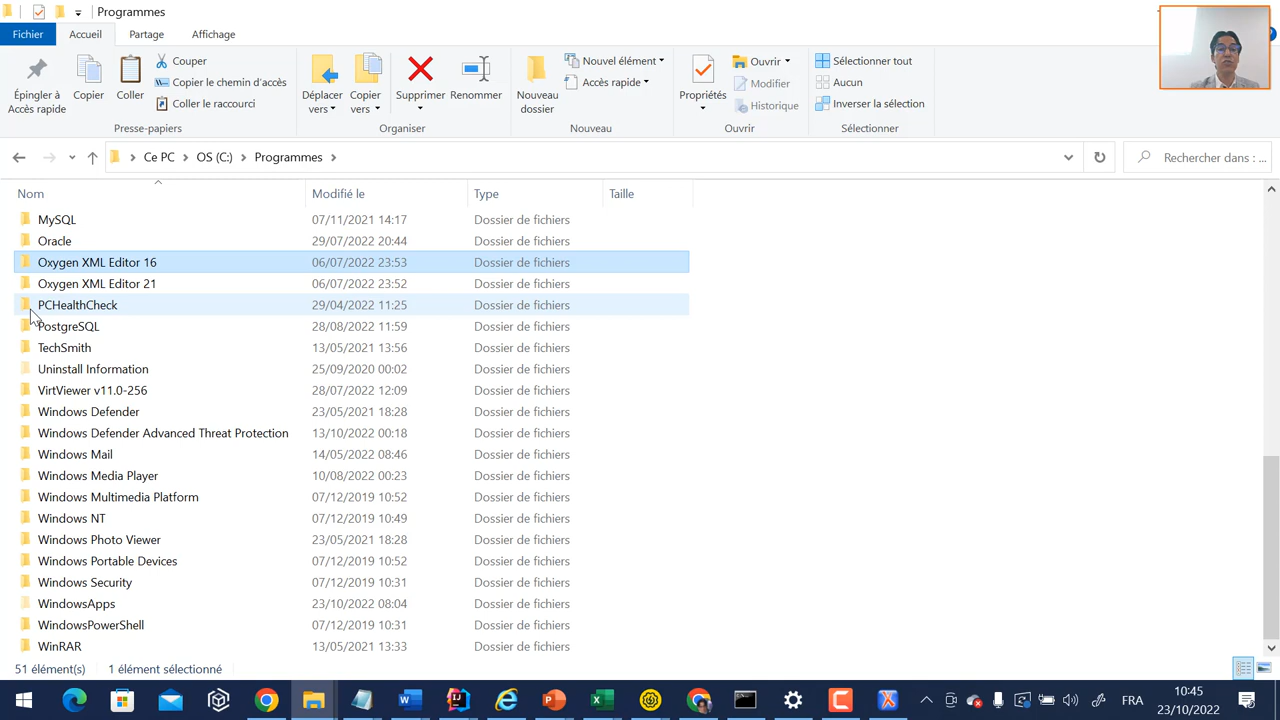 Programmes
Fichier Accueil Partage Affichage
Épingler à Accès rapide
Copier
Coller
Couper
Copier le chemin d'accès
Coller le raccourci
Presse-papiers
Déplacer vers
Copier vers
Supprimer
Renommer
Organiser
Nouveau dossier
Nouvel élément
Accès rapide
Nouveau
Propriétés
Ouvrir
Modifier
Historique
Ouvrir
Sélectionner tout
Aucun
Inverser la sélection
Sélectionner
Ce PC OS (C:) Programmes
Rechercher dans : ...
Nom Modifié le Type Taille
MySQL 07/11/2021 14:17 Dossier de fichiers
Oracle 29/07/2022 20:44 Dossier de fichiers
Oxygen XML Editor 16 06/07/2022 23:53 Dossier de fichiers
Oxygen XML Editor 21 06/07/2022 23:52 Dossier de fichiers
PCHealthCheck 29/04/2022 11:25 Dossier de fichiers
PostgreSQL 28/08/2022 11:59 Dossier de fichiers
TechSmith 13/05/2021 13:56 Dossier de fichiers
Uninstall Information 25/09/2020 00:02 Dossier de fichiers
VirtViewer v11.0-256 28/07/2022 12:09 Dossier de fichiers
Windows Defender 23/05/2021 18:28 Dossier de fichiers
Windows Defender Advanced Threat Protection 13/10/2022 00:18 Dossier de fichiers
Windows Mail 14/05/2022 08:46 Dossier de fichiers
Windows Media Player 10/08/2022 00:23 Dossier de fichiers
Windows Multimedia Platform 07/12/2019 10:52 Dossier de fichiers
Windows NT 07/12/2019 10:49 Dossier de fichiers
Windows Photo Viewer 23/05/2021 18:28 Dossier de fichiers
Windows Portable Devices 07/12/2019 10:52 Dossier de fichiers
Windows Security 07/12/2019 10:31 Dossier de fichiers
WindowsApps 23/10/2022 08:04 Dossier de fichiers
WindowsPowerShell 07/12/2019 10:31 Dossier de fichiers
WinRAR 13/05/2021 13:33 Dossier de fichiers
51 élément(s) 1 élément sélectionné
FRA
10:45
23/10/2022